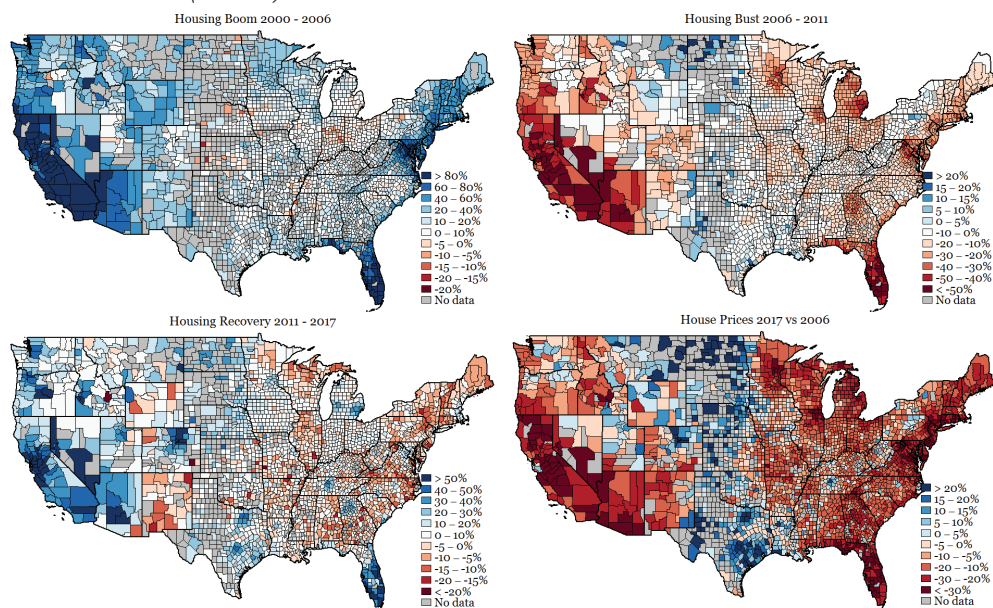 Housing Boom 2000 - 2006
> 80%
60 – 80%
40 – 60%
20 – 40%
10 – 20%
0 – 10%
-5 – 0%
-10 – -5%
-15 – -10%
-20 – -15%
-20%
No data
Housing Bust 2006 - 2011
> 20%
15 – 20%
10 – 15%
5 – 10%
0 – 5%
-10 – 0%
-20 – -10%
-30 – -20%
-40 – -30%
-50 – -40%
< -50%
No data
Housing Recovery 2011 - 2017
> 50%
40 – 50%
30 – 40%
20 – 30%
10 – 20%
0 – 10%
-5 – 0%
-10 – -5%
-15 – -10%
-20 – -15%
< -20%
No data
House Prices 2017 vs 2006
> 20%
15 – 20%
10 – 15%
5 – 10%
0 – 5%
-5 – 0%
-10 – -5%
-20 – -10%
-30 – -20%
< -30%
No data